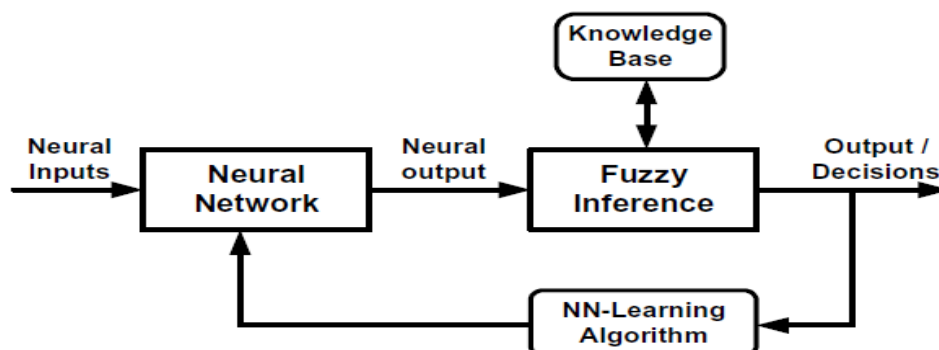 Knowledge
Base
Neural
Inputs
Neural
Network
Neural
output
Fuzzy
Inference
Output /
Decisions
NN-Learning
Algorithm